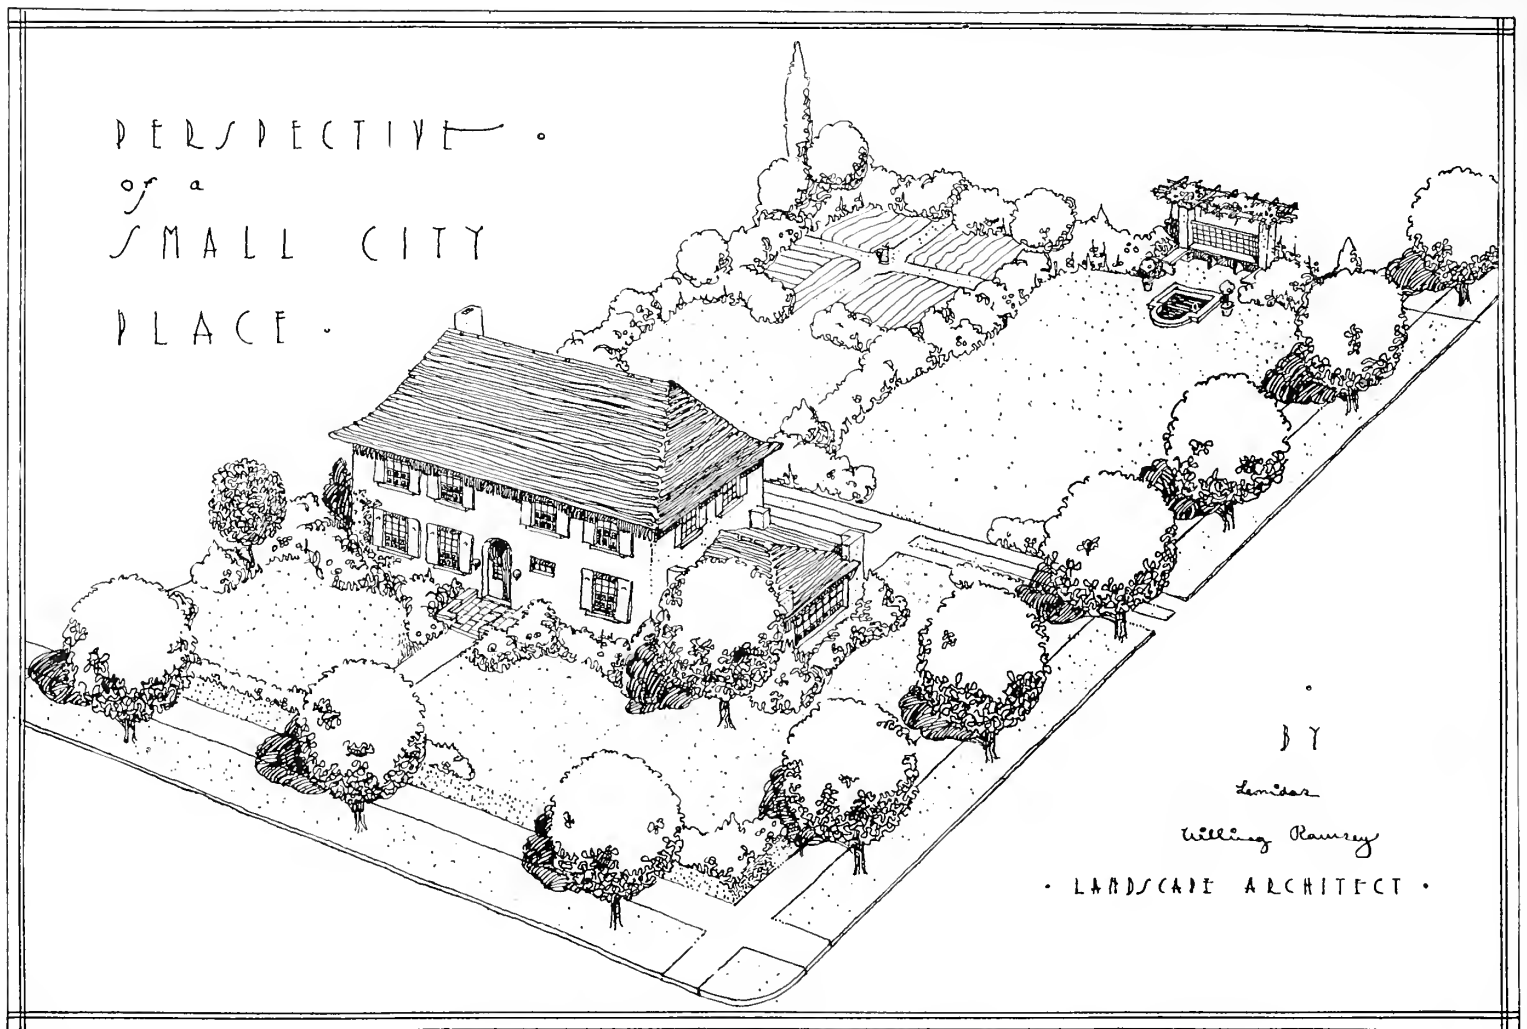 PERSPECTIVE
of a
SMALL CITY
PLACE.
BY
Leonidas
Willing Ramsey
· LANDSCAPE ARCHITECT ·